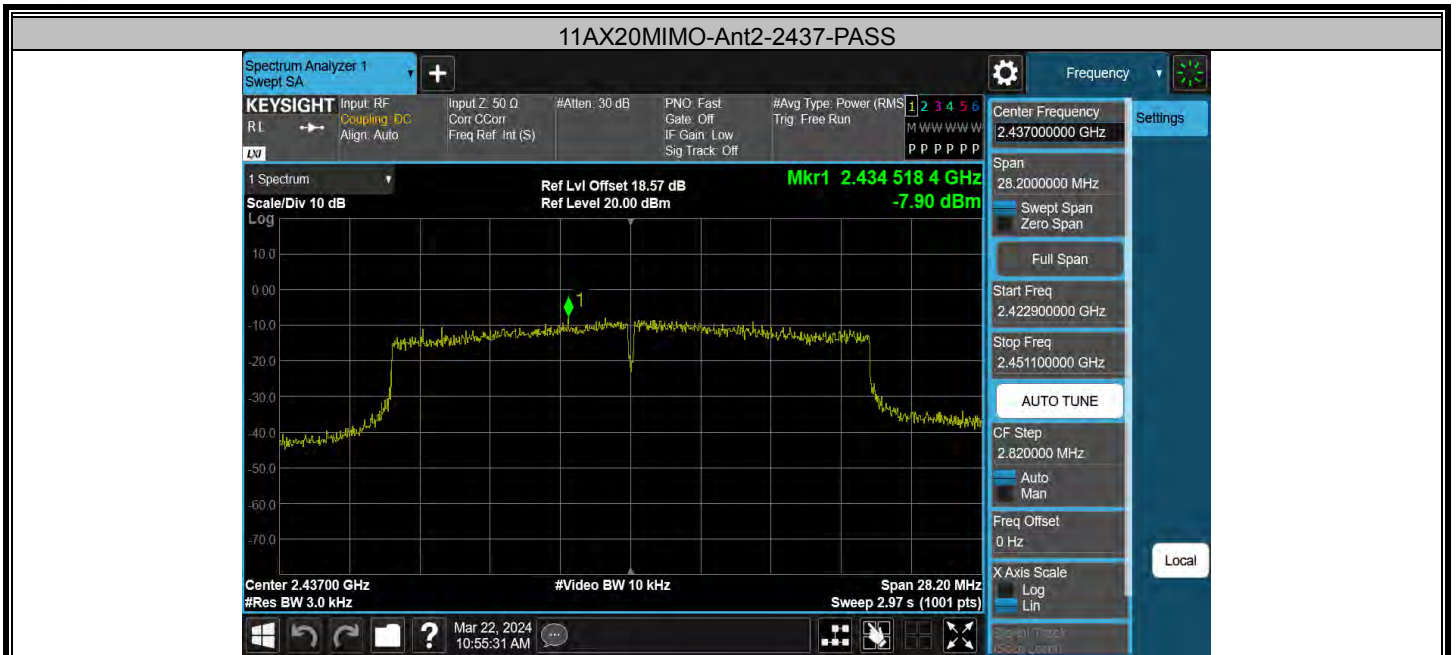 11AX20MIMO-Ant2-2437-PASS
Spectrum Analyzer 1
Swept SA
+
Frequency
KEYSIGHT
RL
LXI
Input: RF
Coupling: DC
Align: Auto
Input Z: 50 Ω
Corr CCorr
Freq Ref: Int (S)
#Atten: 30 dB
PNO: Fast
Gate: Off
IF Gain: Low
Sig Track: Off
#Avg Type: Power (RMS
Trig: Free Run
1 2 3 4 5 6
M W W W W W
P P P P P P
Center Frequency
2.437000000 GHz
Settings
Span
28.2000000 MHz
Swept Span
Zero Span
Full Span
Start Freq
2.422900000 GHz
Stop Freq
2.451100000 GHz
AUTO TUNE
CF Step
2.820000 MHz
Auto
Man
Freq Offset
0 Hz
X Axis Scale
Log
Lin
Local
1 Spectrum
Scale/Div 10 dB
Ref Lvl Offset 18.57 dB
Ref Level 20.00 dBm
Mkr1 2.434 518 4 GHz
-7.90 dBm
Log
10.0
0.00
-10.0
-20.0
-30.0
-40.0
-50.0
-60.0
-70.0
1
Center 2.43700 GHz
#Res BW 3.0 kHz
#Video BW 10 kHz
Span 28.20 MHz
Sweep 2.97 s (1001 pts)
?
Mar 22, 2024
10:55:31 AM